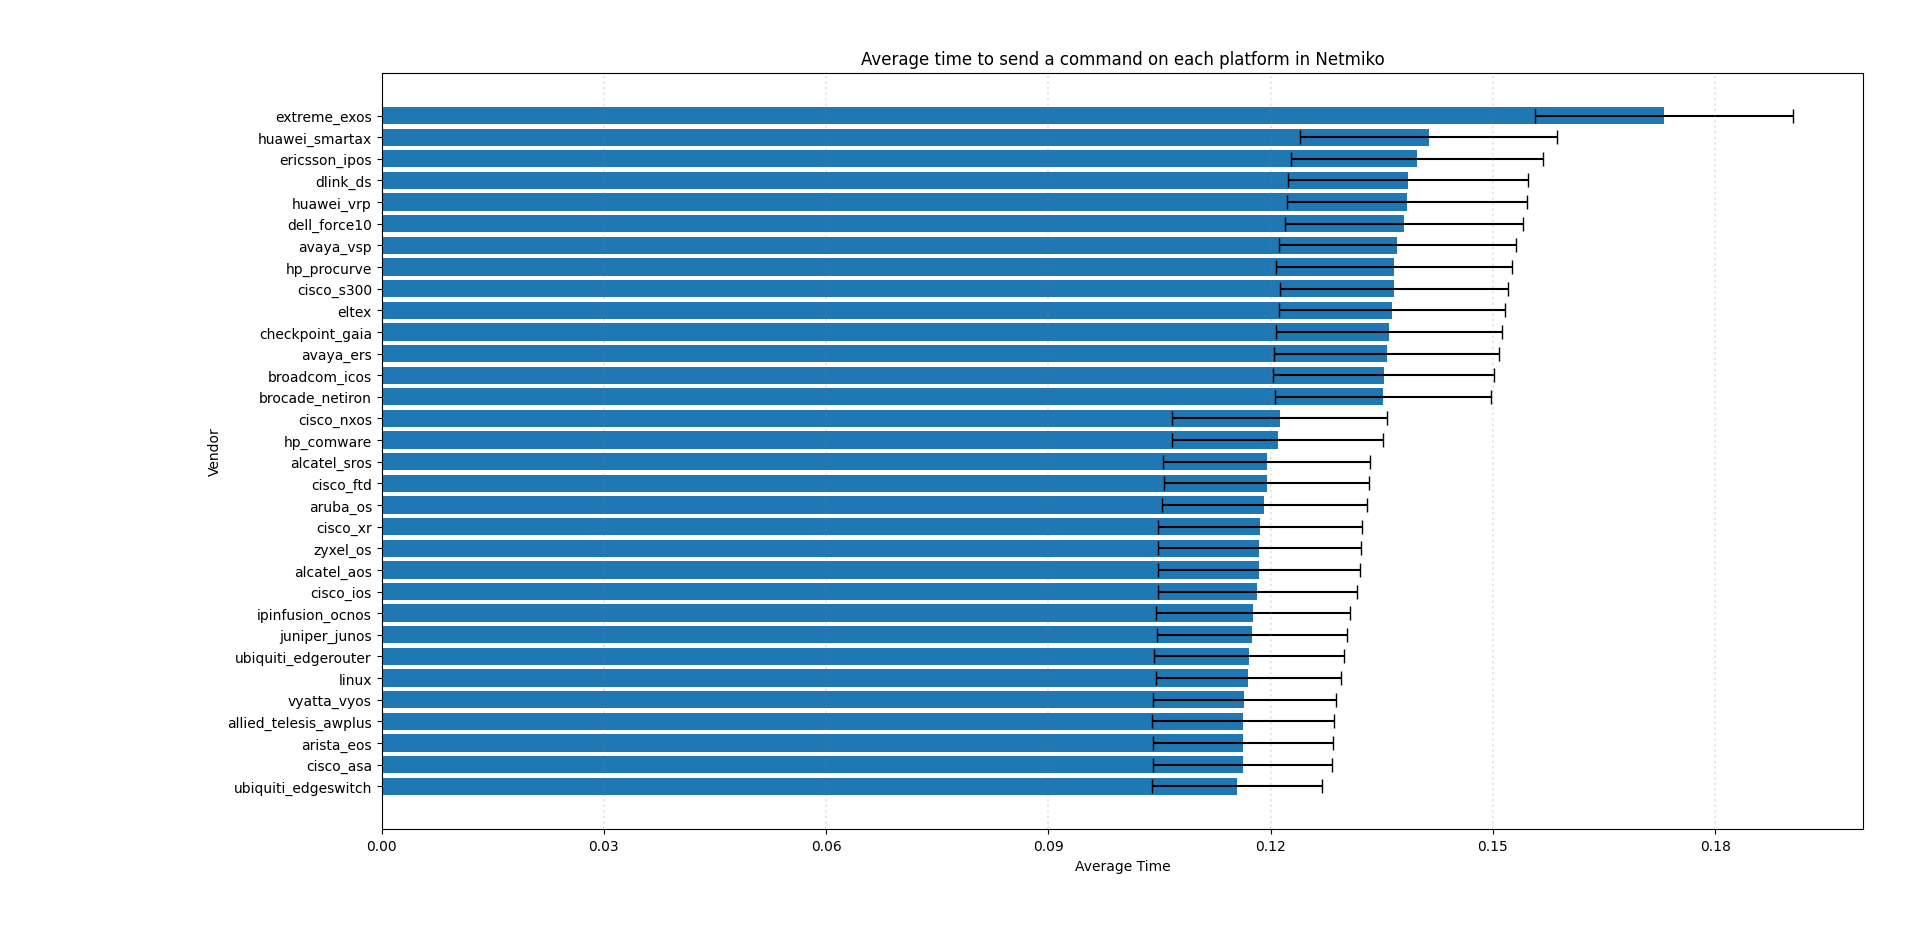 Average time to send a command on each platform in Netmiko
extreme_exos
huawei_smartax
ericsson_ipos
dlink_ds
huawei_vrp
dell_force10
avaya_vsp
hp_procurve
cisco_s300
eltex
checkpoint_gaia
avaya_ers
broadcom_icos
brocade_netiron
cisco_nxos
hp_comware
alcatel_sros
cisco_ftd
aruba_os
cisco_xr
zyxel_os
alcatel_aos
cisco_ios
ipinfusion_ocnos
juniper_junos
ubiquiti_edgerouter
linux
vyatta_vyos
allied_telesis_awplus
arista_eos
cisco_asa
ubiquiti_edgeswitch
Vendor
0.00 0.03 0.06 0.09 0.12 0.15 0.18
Average Time